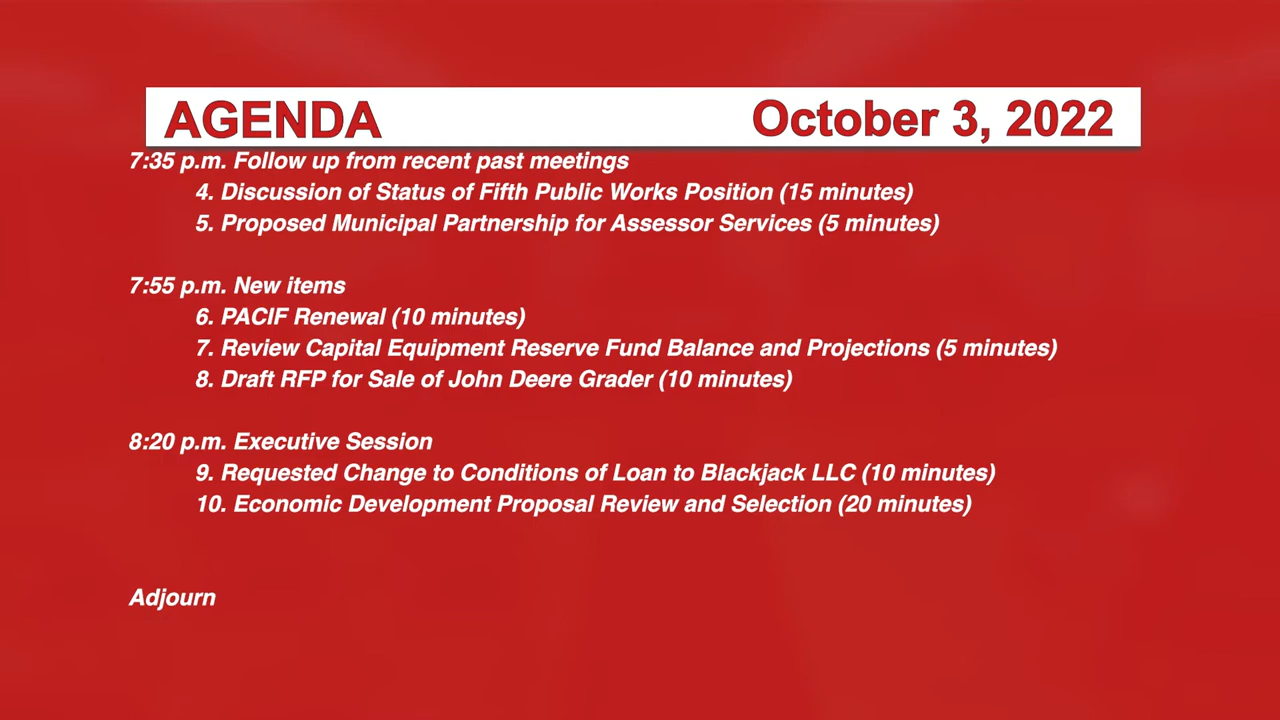 AGENDA October 3, 2022
7:35 p.m. Follow up from recent past meetings
4. Discussion of Status of Fifth Public Works Position (15 minutes)
5. Proposed Municipal Partnership for Assessor Services (5 minutes)
7:55 p.m. New items
6. PACIF Renewal (10 minutes)
7. Review Capital Equipment Reserve Fund Balance and Projections (5 minutes)
8. Draft RFP for Sale of John Deere Grader (10 minutes)
8:20 p.m. Executive Session
9. Requested Change to Conditions of Loan to Blackjack LLC (10 minutes)
10. Economic Development Proposal Review and Selection (20 minutes)
Adjourn